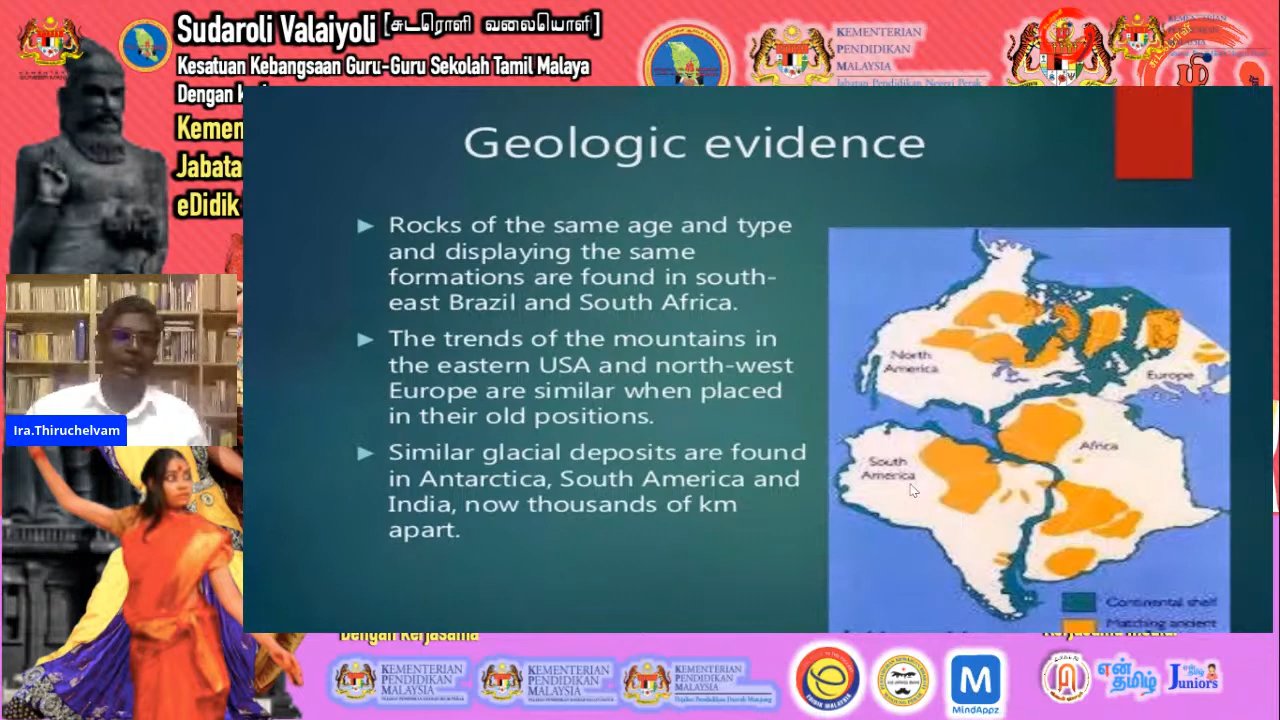 Sudaroli Valaiyoli [சுடரொளி வலையொளி]
Kesatuan Kebangsaan Guru-Guru Sekolah Tamil Malaya
Dengan
KEMENTERIAN
PENDIDIKAN
MALAYSIA
Jabatan Pendidikan Negeri Perak
Geologic evidence
Rocks of the same age and type
and displaying the same
formations are found in south-
east Brazil and South Africa.
The trends of the mountains in
the eastern USA and north-west
Europe are similar when placed
in their old positions.
Similar glacial deposits are found
in Antarctica, South America and
India, now thousands of km
apart.
North
America
Europe
Africa
South
America
Continental shelf
Matching ancient
eDidik
Ira.Thiruchelvam
Dengan Kerjasama
KEMENTERIAN
PENDIDIKAN
MALAYSIA
KEMENTERIAN
PENDIDIKAN
MALAYSIA
KEMENTERIAN
PENDIDIKAN
MALAYSIA
M
MindAppz
என்
தமிழ்
Juniors